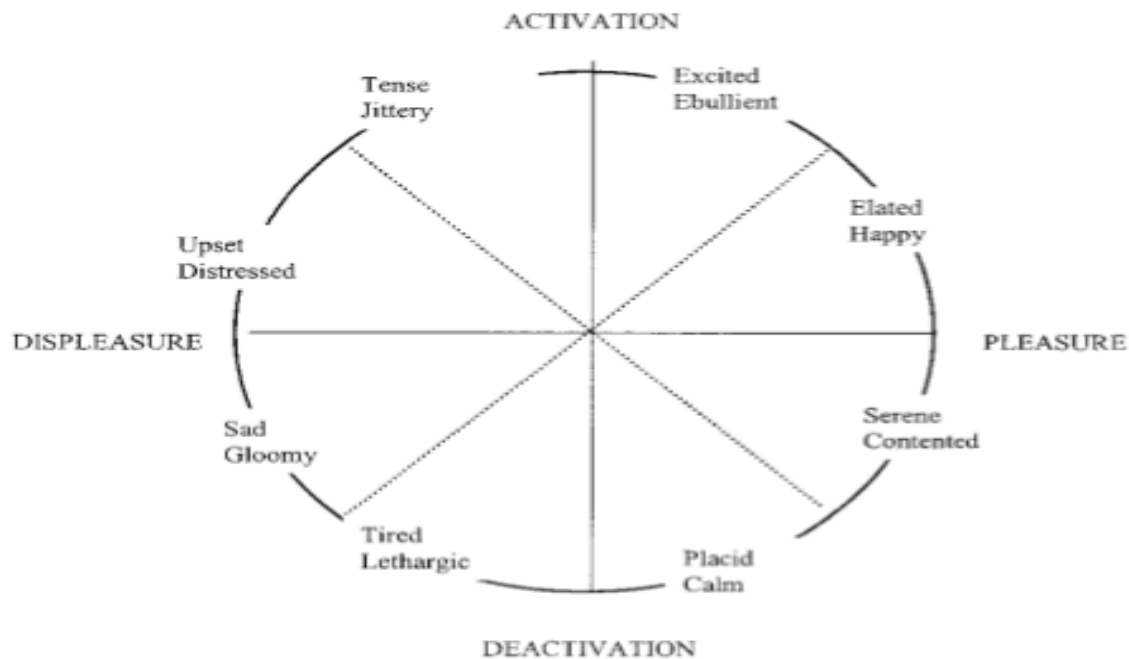 ACTIVATION
Tense
Jittery
Excited
Ebullient
Upset
Distressed
Elated
Happy
DISPLEASURE
PLEASURE
Sad
Gloomy
Serene
Contented
Tired
Lethargic
Placid
Calm
DEACTIVATION